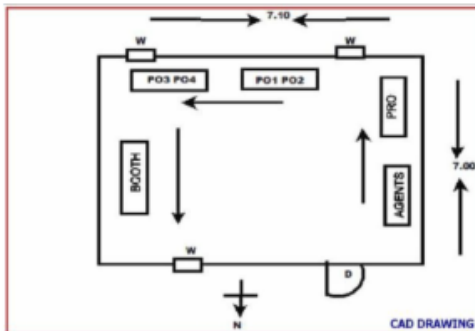 7.10
W
W
PO3 PO4
PO1 PO2
PRO
BOOTH
7.00
AGENTS
W
D
N
CAD DRAWING